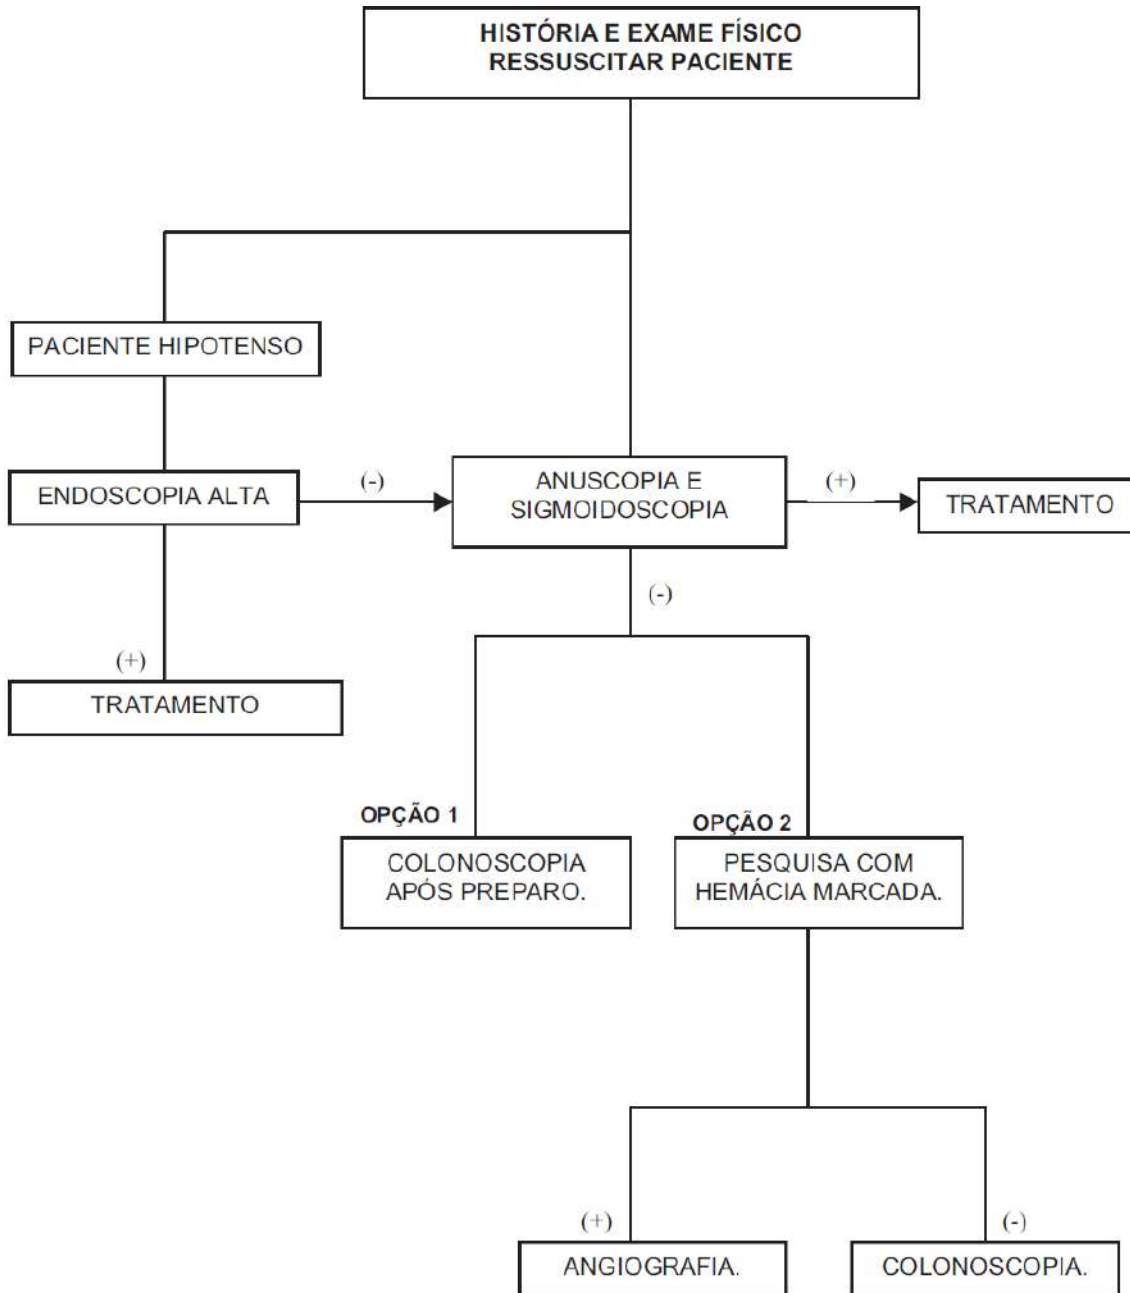 HISTÓRIA E EXAME FÍSICO
RESSUSCITAR PACIENTE
PACIENTE HIPOTENSO
ENDOSCOPIA ALTA
(-)
ANUSCOPIA E
SIGMOIDOSCOPIA
(+)
TRATAMENTO
(-)
(+)
TRATAMENTO
OPÇÃO 1
COLONOSCOPIA
APÓS PREPARO.
OPÇÃO 2
PESQUISA COM
HEMÁCIA MARCADA.
(+)
ANGIOGRAFIA.
(-)
COLONOSCOPIA.